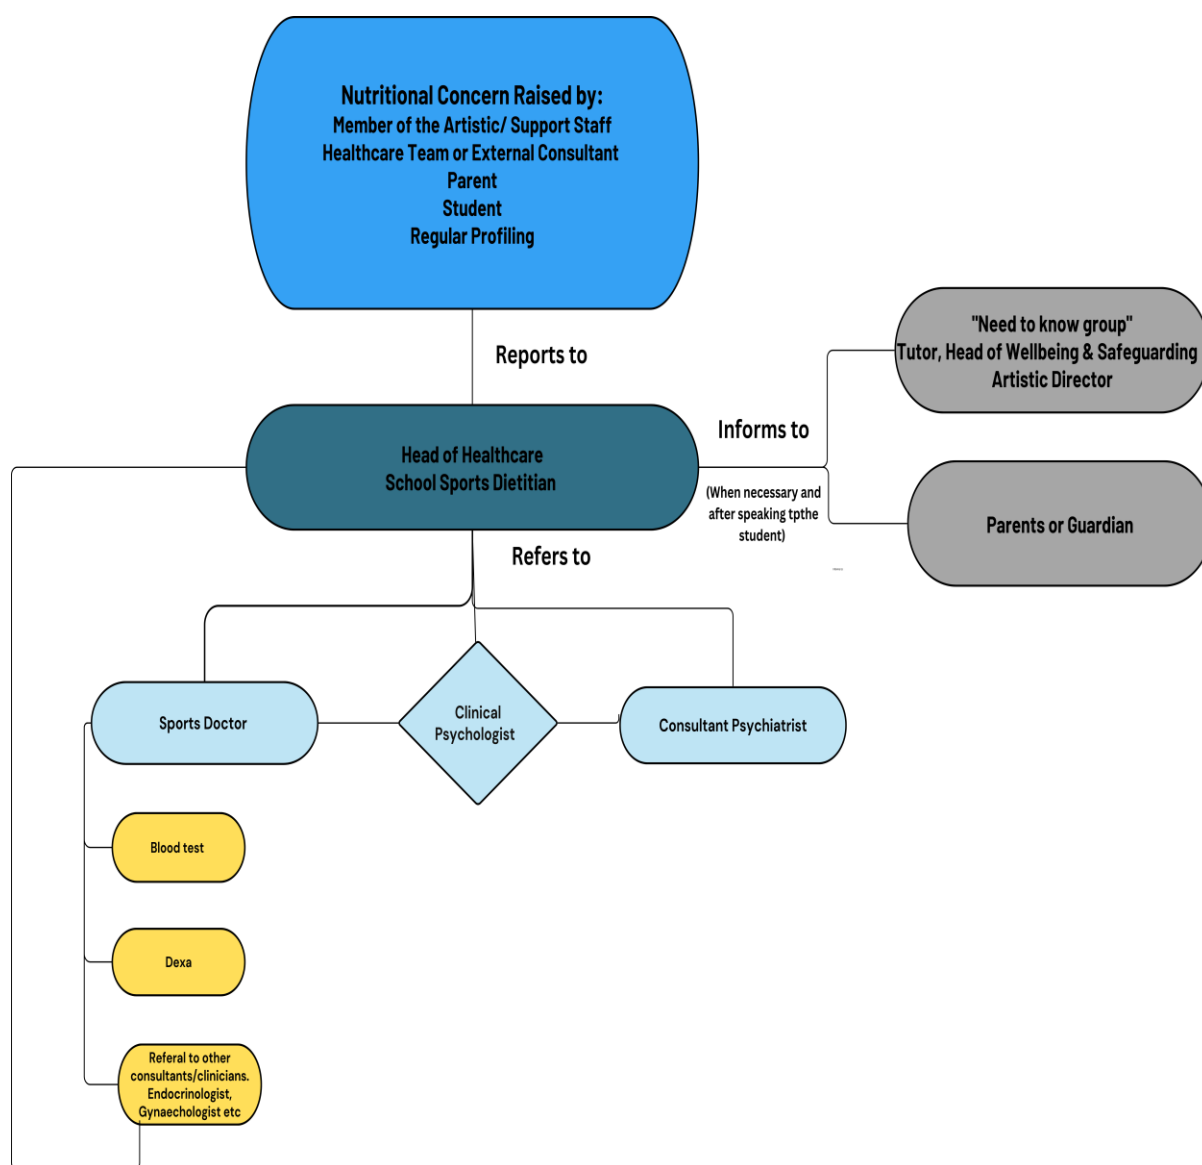 Nutritional Concern Raised by:
Member of the Artistic/ Support Staff
Healthcare Team or External Consultant
Parent
Student
Regular Profiling
Reports to
"Need to know group"
Tutor, Head of Wellbeing & Safeguarding
Artistic Director
Informs to
Head of Healthcare
School Sports Dietitian
(When necessary and
after speaking tpthe
student)
Parents or Guardian
Refers to
Sports Doctor
Clinical
Psychologist
Consultant Psychiatrist
Blood test
Dexa
Referal to other
consultants/clinicians.
Endocrinologist,
Gynaechologist etc